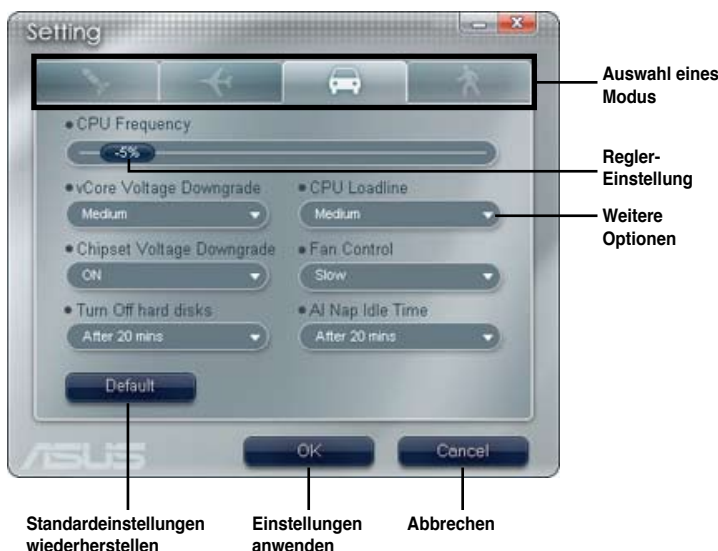 Setting
Auswahl eines
Modus
CPU Frequency
-5%
Regler-
Einstellung
vCore Voltage Downgrade
CPU Loadline
Medium
Medium
Weitere
Optionen
Chipset Voltage Downgrade
Fan Control
ON
Slow
Turn Off hard disks
AI Nap Idle Time
After 20 mins
After 20 mins
Default
ASUS
OK
Cancel
Standardeinstellungen
wiederherstellen
Einstellungen
anwenden
Abbrechen